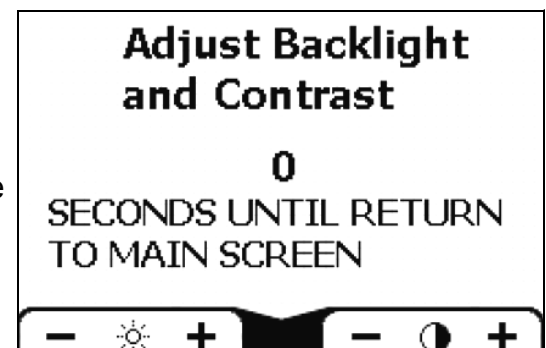 Adjust Backlight
and Contrast
0
e
SECONDS UNTIL RETURN
TO MAIN SCREEN
− + − +